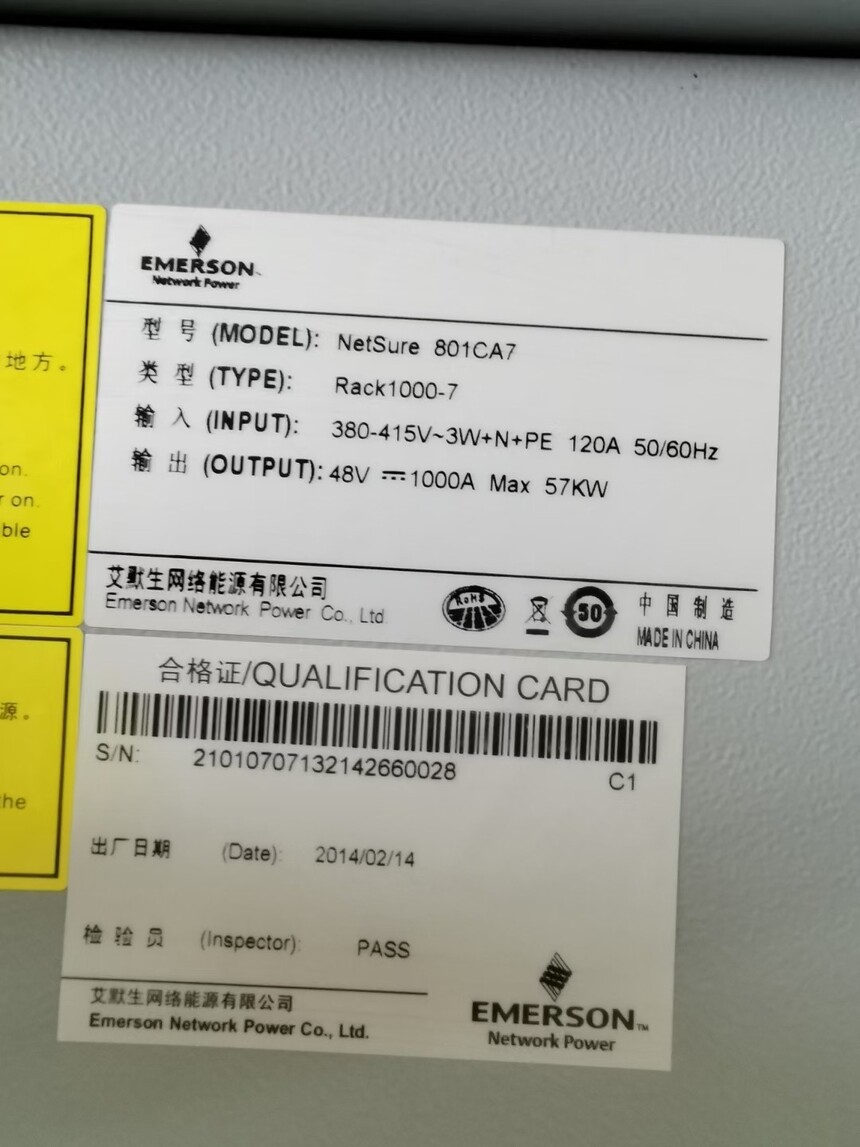 地方。
on.
r on.
ble
源。
the
EMERSON
Network Power
型号 (MODEL): NetSure 801CA7
类型 (TYPE): Rack1000-7
输入 (INPUT): 380-415V~3W+N+PE 120A 50/60Hz
输出 (OUTPUT): 48V ⎓1000A Max 57KW
艾默生网络能源有限公司
Emerson Network Power Co., Ltd
RoHS
50
中国制造
MADE IN CHINA
合格证/QUALIFICATION CARD
S/N: 21010707132142660028
C1
出厂日期 (Date): 2014/02/14
检验员 (Inspector): PASS
艾默生网络能源有限公司
Emerson Network Power Co., Ltd.
EMERSON™
Network Power